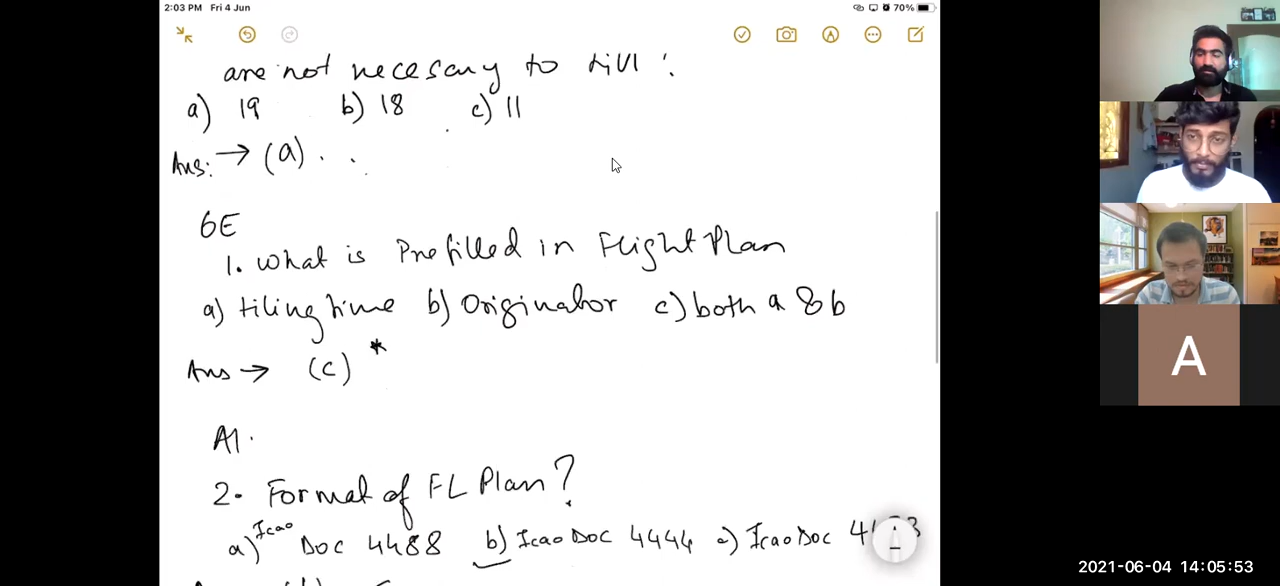 2:03 PM Fri 4 Jun
70%
are not necesary to
a) 19 b) 18 c) 11
Ans: → (a) . .
6E
1. What is Prefilled in Flight Plan
a) filing time b) Originator c) both a & b
Ans → (c) *
AI.
2. Format of FL Plan?
a) Icao Doc 4488 b) Icao Doc 4444 c) Icao Doc
A
2021-06-04 14:05:53